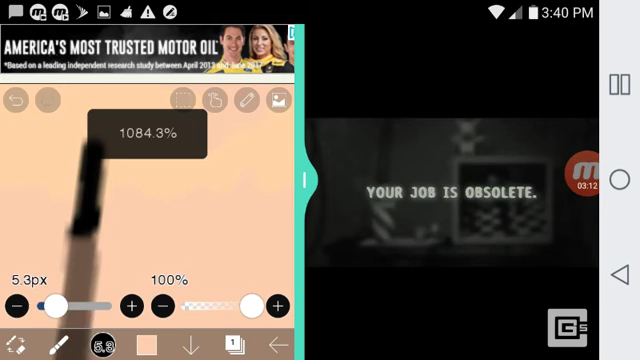 3:40 PM
AMERICA'S MOST TRUSTED MOTOR OIL*
*Based on a leading independent research study between April 2013 and June 2017
1084.3%
YOUR JOB IS OBSOLETE.
03:12
5.3px
100%
5.3
1